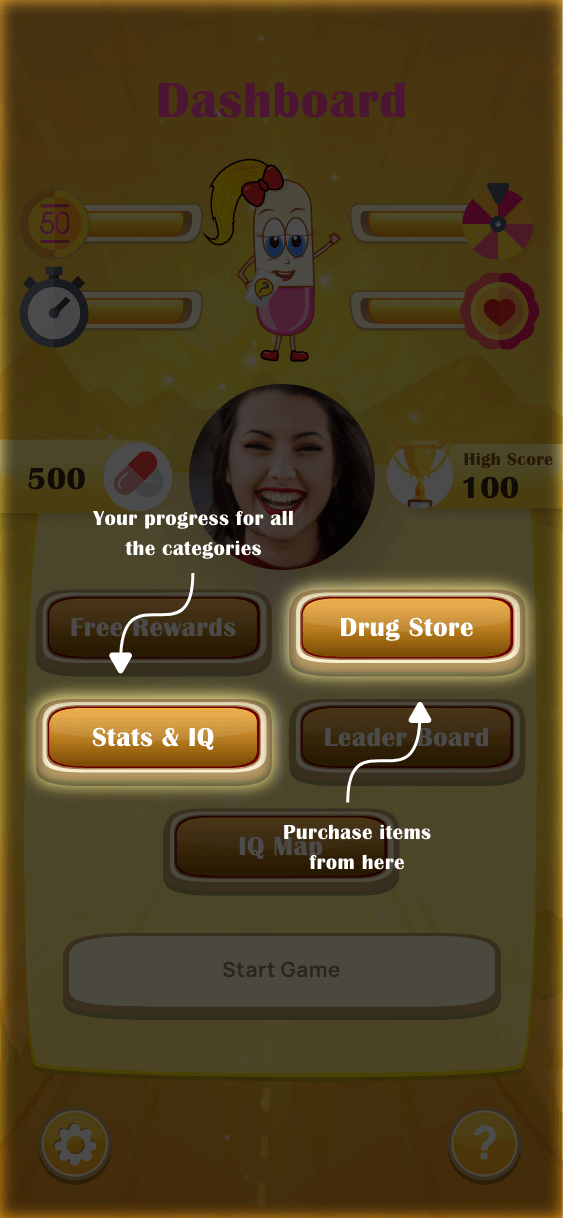 Dashboard
50
500
High Score
100
Your progress for all
the categories
Free Rewards
Drug Store
Stats & IQ
Leader Board
IQ Map
Purchase items
from here
Start Game
?